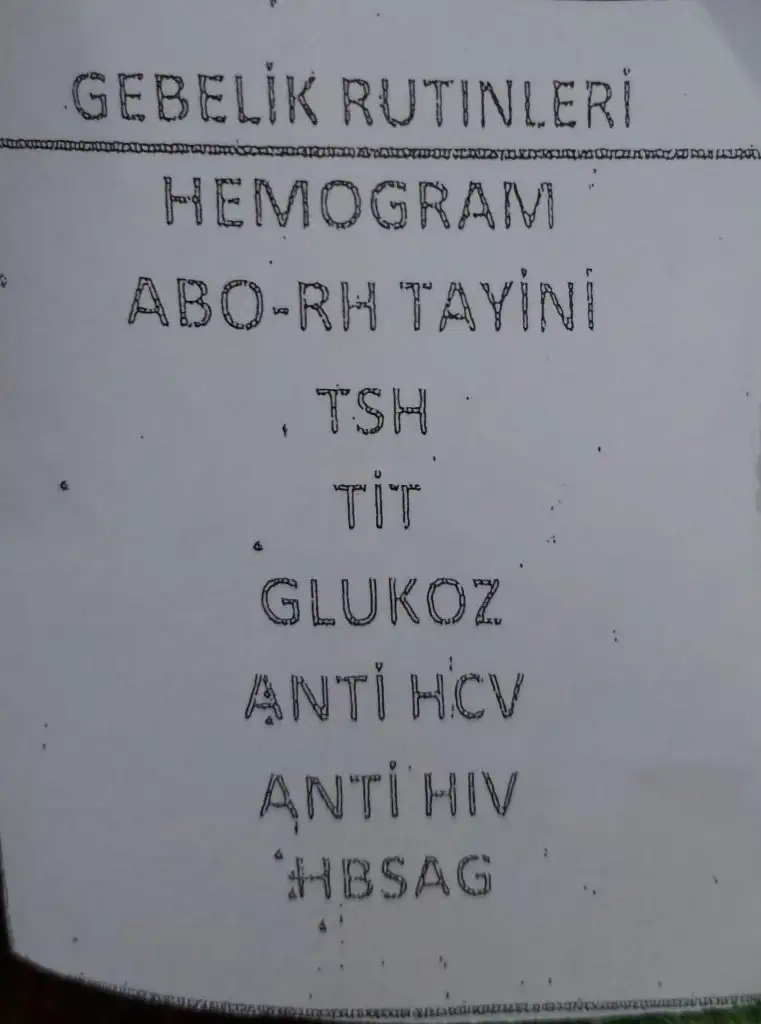 GEBELİK RUTINLERİ
HEMOGRAM
ABO-RH TAYİNİ
TSH
TİT
GLUKOZ
ANTİ HCV
ANTİ HIV
HBSAG